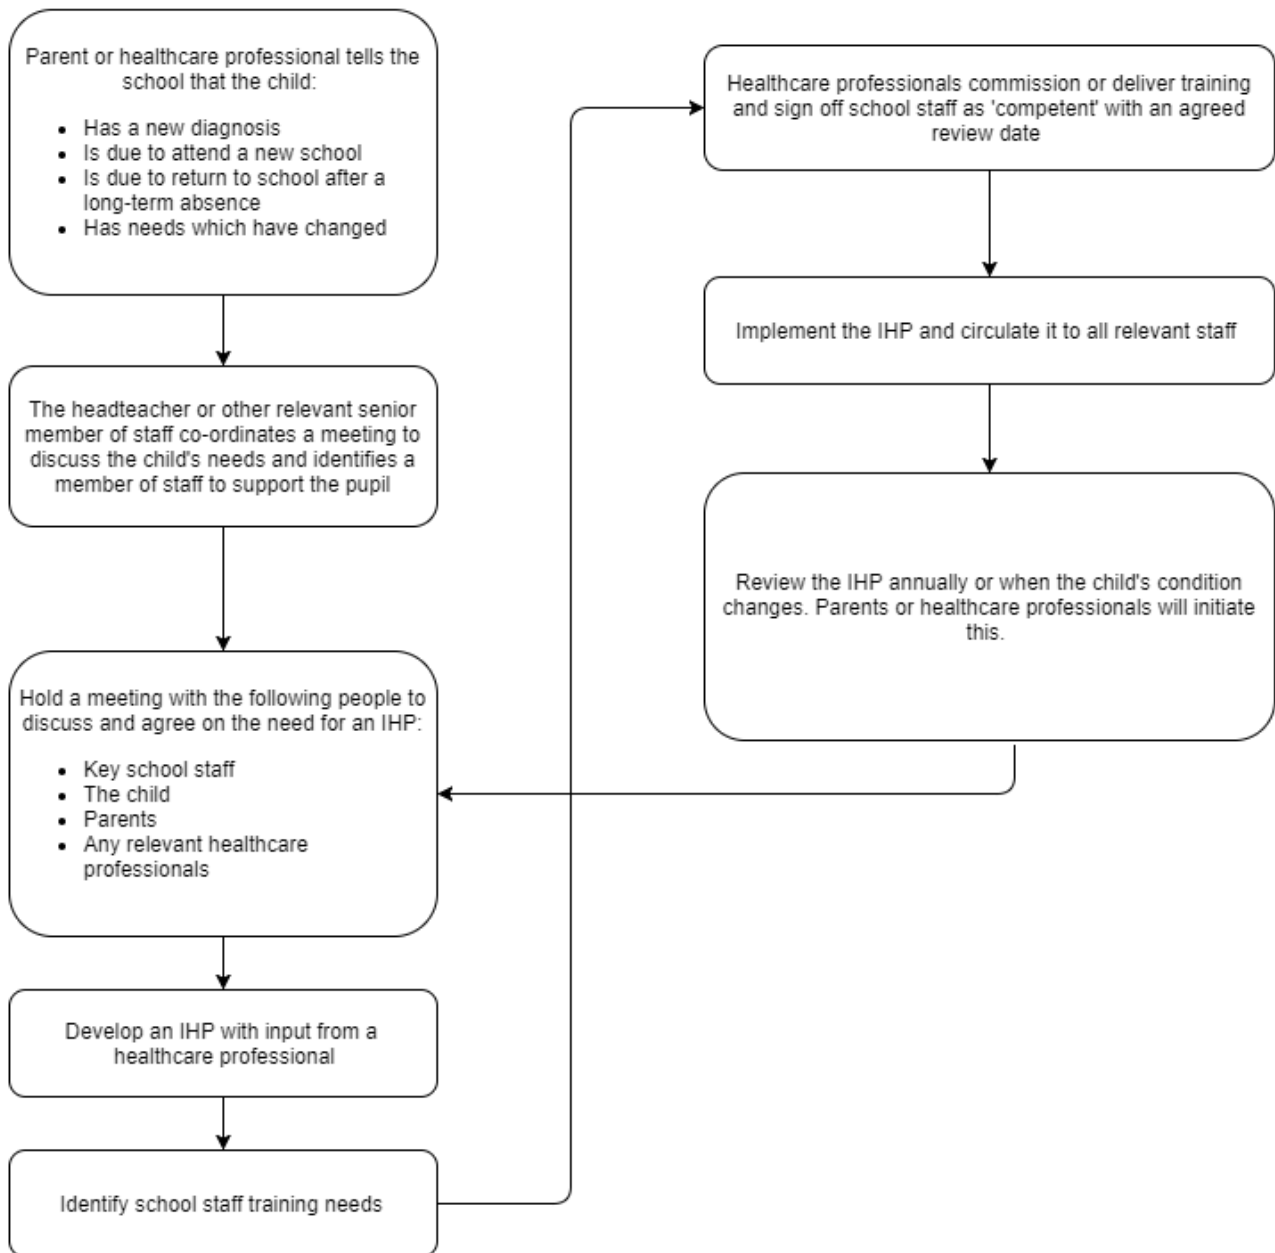 Parent or healthcare professional tells the
school that the child:
• Has a new diagnosis
• Is due to attend a new school
• Is due to return to school after a
long-term absence
• Has needs which have changed
The headteacher or other relevant senior
member of staff co-ordinates a meeting to
discuss the child's needs and identifies a
member of staff to support the pupil
Hold a meeting with the following people to
discuss and agree on the need for an IHP:
• Key school staff
• The child
• Parents
• Any relevant healthcare
professionals
Develop an IHP with input from a
healthcare professional
Identify school staff training needs
Healthcare professionals commission or deliver training
and sign off school staff as 'competent' with an agreed
review date
Implement the IHP and circulate it to all relevant staff
Review the IHP annually or when the child's condition
changes. Parents or healthcare professionals will initiate
this.